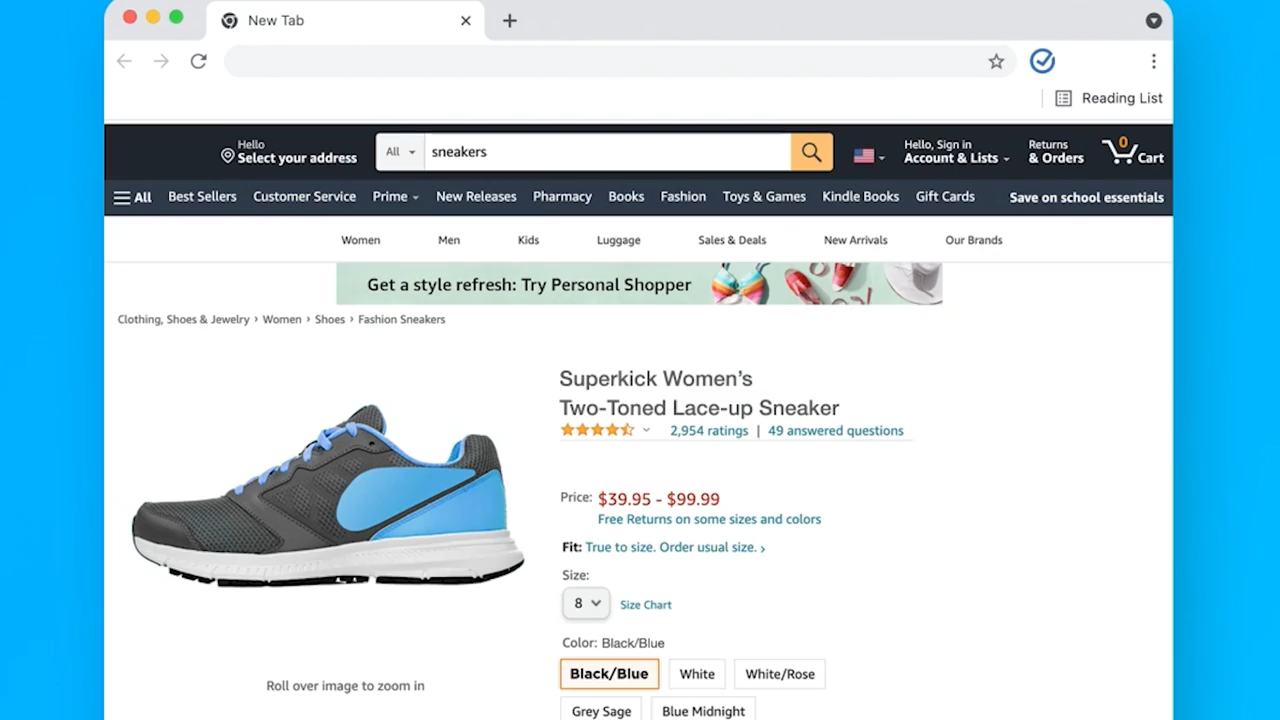 New Tab
Reading List
Hello
Select your address
All
sneakers
Hello, Sign in
Account & Lists
Returns
& Orders
0
Cart
All
Best Sellers
Customer Service
Prime
New Releases
Pharmacy
Books
Fashion
Toys & Games
Kindle Books
Gift Cards
Save on school essentials
Women
Men
Kids
Luggage
Sales & Deals
New Arrivals
Our Brands
Get a style refresh: Try Personal Shopper
Clothing, Shoes & Jewelry › Women › Shoes › Fashion Sneakers
Superkick Women’s
Two-Toned Lace-up Sneaker
2,954 ratings | 49 answered questions
Price: $39.95 - $99.99
Free Returns on some sizes and colors
Fit: True to size. Order usual size. ›
Size:
8
Size Chart
Color: Black/Blue
Black/Blue
White
White/Rose
Roll over image to zoom in
Grey Sage
Blue Midnight